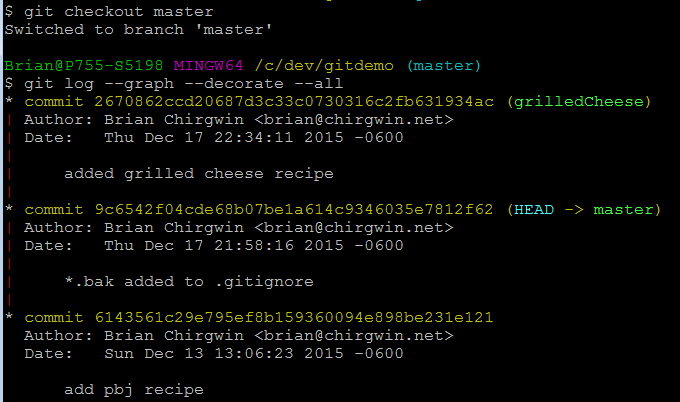 $ git checkout master
Switched to branch 'master'
Brian@P755-S5198 MINGW64 /c/dev/gitdemo (master)
$ git log --graph --decorate --all
* commit 2670862ccd20687d3c33c0730316c2fb631934ac (grilledCheese)
| Author: Brian Chirgwin <brian@chirgwin.net>
| Date:   Thu Dec 17 22:34:11 2015 -0600
|
|     added grilled cheese recipe
|
* commit 9c6542f04cde68b07be1a614c9346035e7812f62 (HEAD -> master)
| Author: Brian Chirgwin <brian@chirgwin.net>
| Date:   Thu Dec 17 21:58:16 2015 -0600
|
|     *.bak added to .gitignore
|
* commit 6143561c29e795ef8b159360094e898be231e121
  Author: Brian Chirgwin <brian@chirgwin.net>
  Date:   Sun Dec 13 13:06:23 2015 -0600
      add pbj recipe